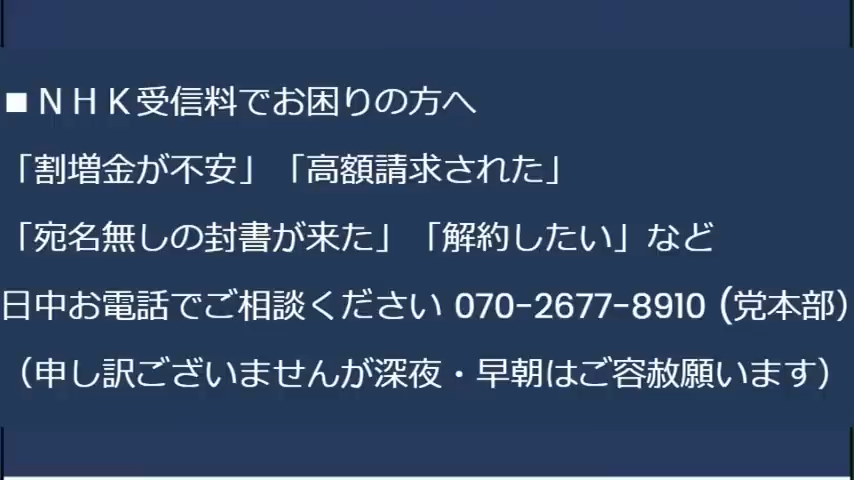 ■ＮＨＫ受信料でお困りの方へ
「割増金が不安」「高額請求された」
「宛名無しの封書が来た」「解約したい」など
日中お電話でご相談ください 070-2677-8910 (党本部)
（申し訳ございませんが深夜・早朝はご容赦願います）